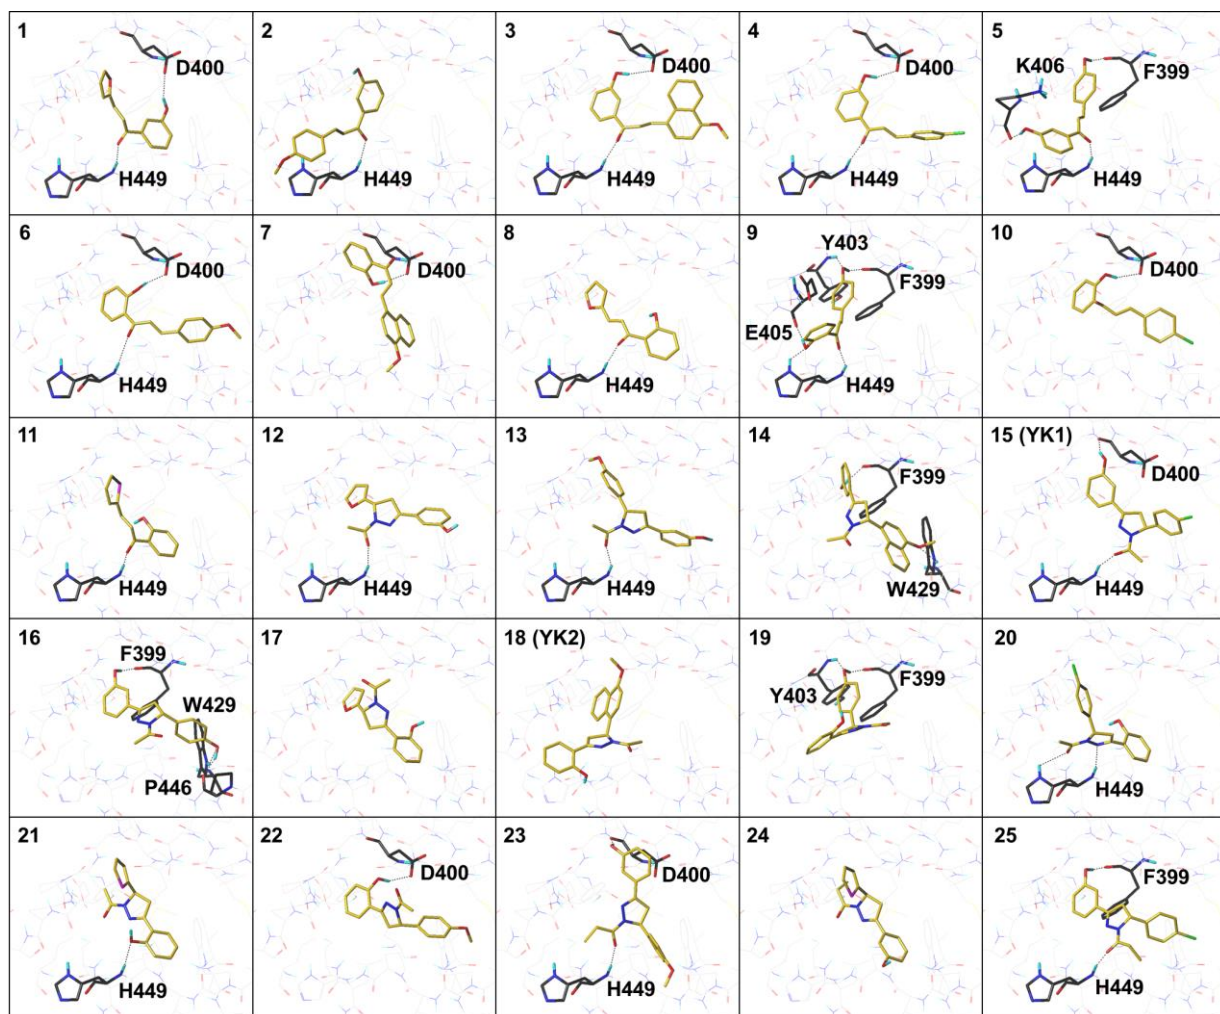 1 D400 H449
2 H449
3 D400 H449
4 D400 H449
5 K406 F399 H449
6 D400 H449
7 D400
8 H449
9 Y403 F399 E405 H449
10 D400
11 H449
12 H449
13 H449
14 F399 W429
15 (YK1) D400 H449
16 F399 W429 P446
17
18 (YK2)
19 Y403 F399
20 H449
21 H449
22 D400
23 D400 H449
24
25 F399 H449